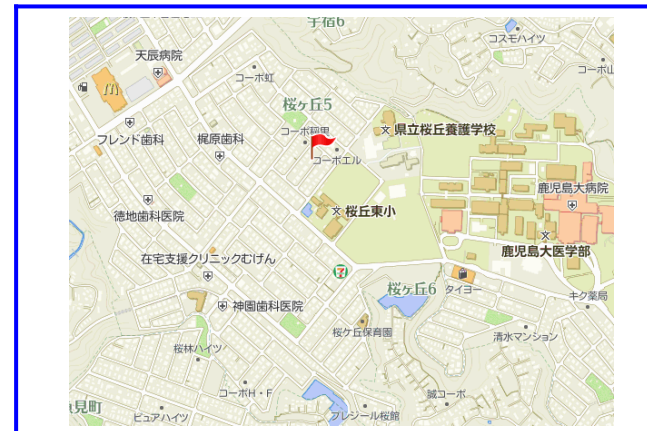 宇宿6
コスモハイツ
天辰病院
コーポ虹
コーポ山
桜ヶ丘5
県立桜丘養護学校
フレンド歯科
梶原歯科
コーポ稲里
コーポエル
鹿児島大病院
徳地歯科医院
桜丘東小
在宅支援クリニックむげん
鹿児島大医学部
7
桜ヶ丘6
タイヨー
キク薬局
神園歯科医院
桜ケ丘保育園
清水マンション
桜林ハイツ
コーポH・F
誠コーポ
見町
ピュアハイツ
プレジール桜館